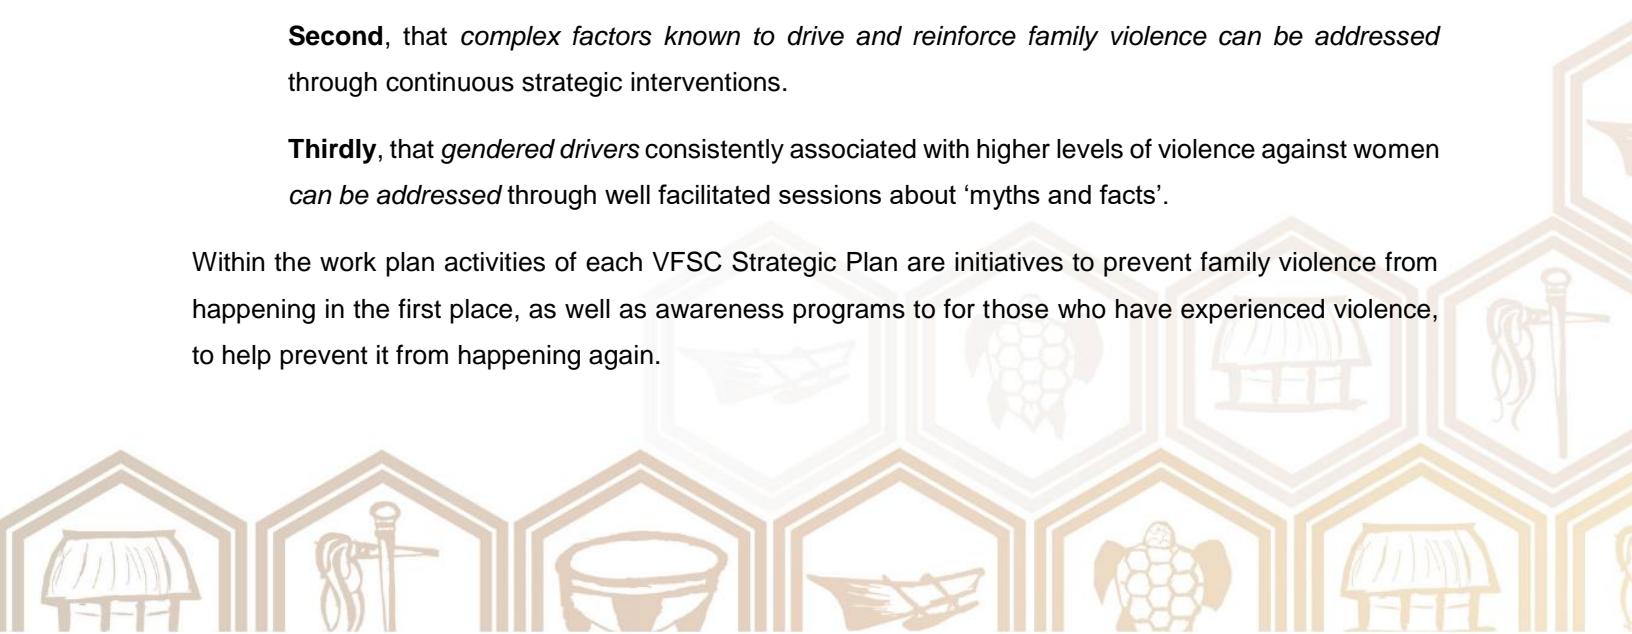 Second, that complex factors known to drive and reinforce family violence can be addressed
through continuous strategic interventions.
Thirdly, that gendered drivers consistently associated with higher levels of violence against women
can be addressed through well facilitated sessions about ‘myths and facts’.
Within the work plan activities of each VFSC Strategic Plan are initiatives to prevent family violence from
happening in the first place, as well as awareness programs to for those who have experienced violence,
to help prevent it from happening again.